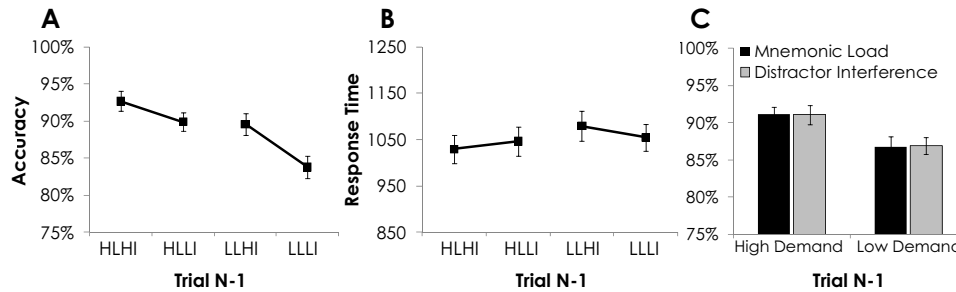 A
Accuracy
100%
95%
90%
85%
80%
75%
HLHI HLLI LLHI LLLI
Trial N-1
B
Response Time
1250
1150
1050
950
850
HLHI HLLI LLHI LLLI
Trial N-1
C
100%
95%
90%
85%
80%
75%
Mnemonic Load
Distractor Interference
High Demand Low Demand
Trial N-1